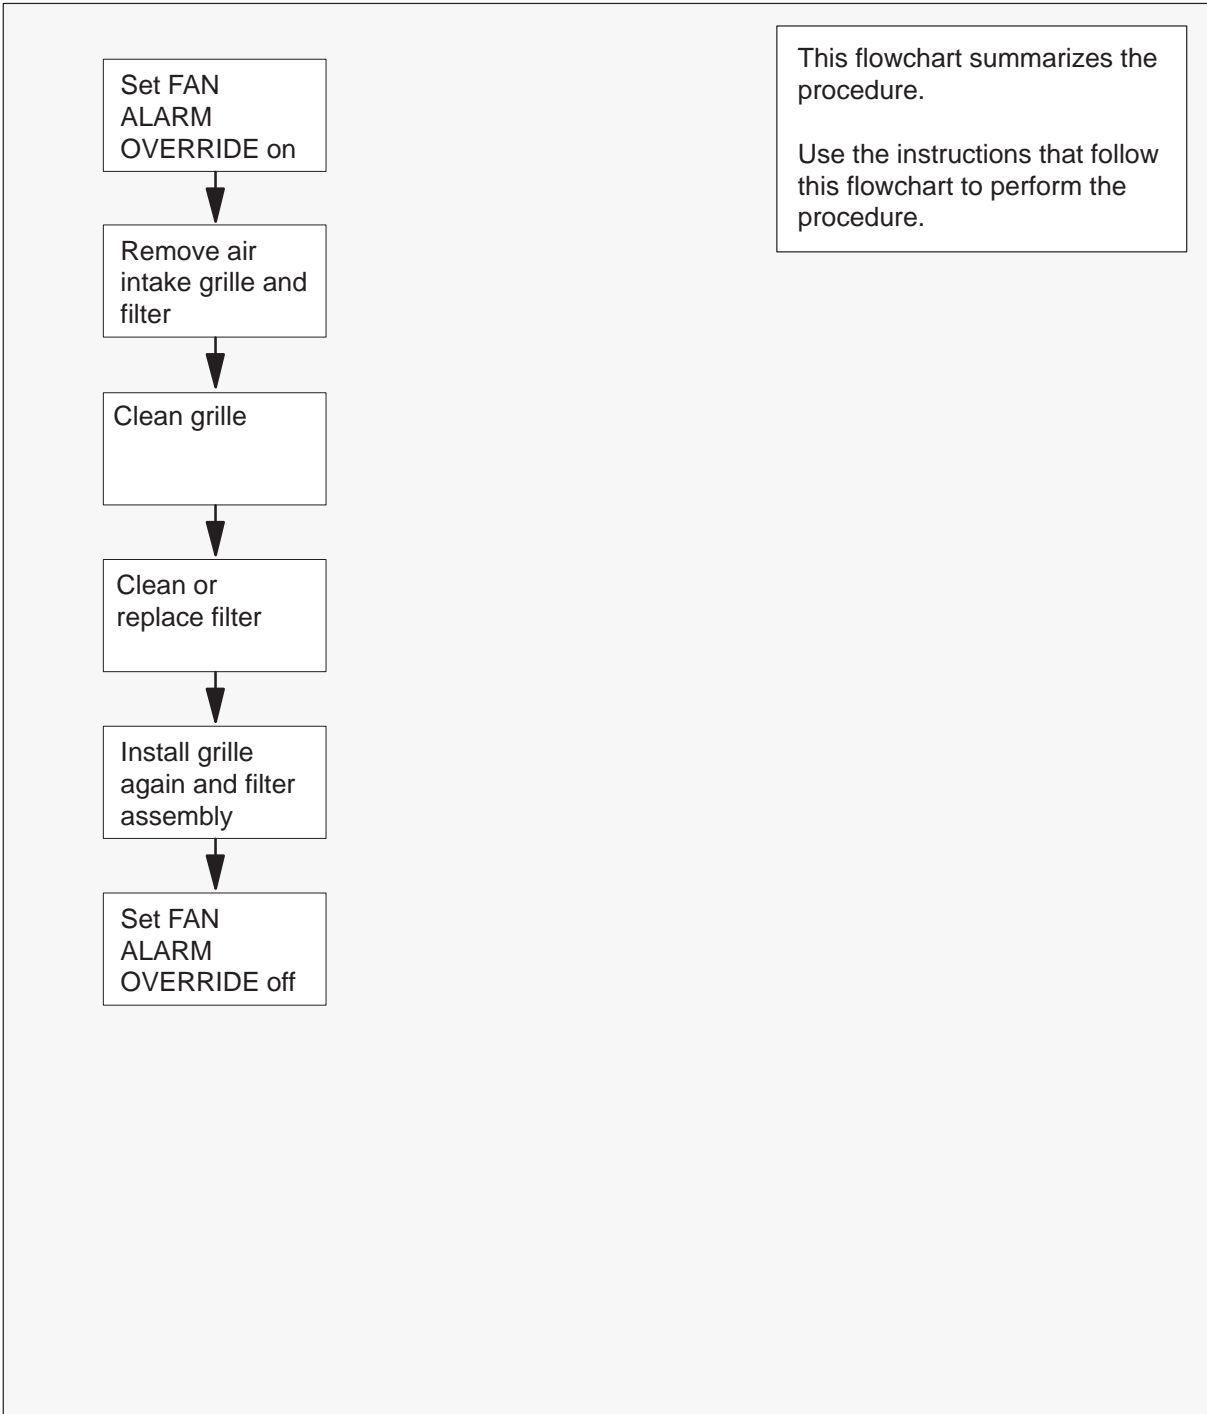 Set FAN
ALARM
OVERRIDE on
Remove air
intake grille and
filter
Clean grille
Clean or
replace filter
Install grille
again and filter
assembly
Set FAN
ALARM
OVERRIDE off
This flowchart summarizes the
procedure.
Use the instructions that follow
this flowchart to perform the
procedure.